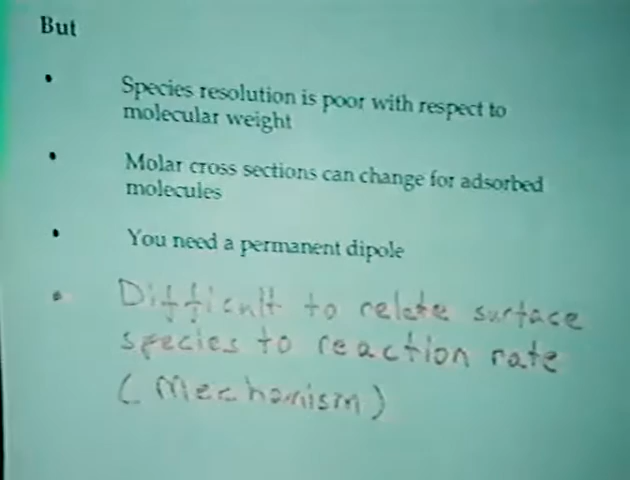 But
• Species resolution is poor with respect to
molecular weight
• Molar cross sections can change for adsorbed
molecules
• You need a permanent dipole
• Difficult to relate surface
species to reaction rate
(Mechanism)